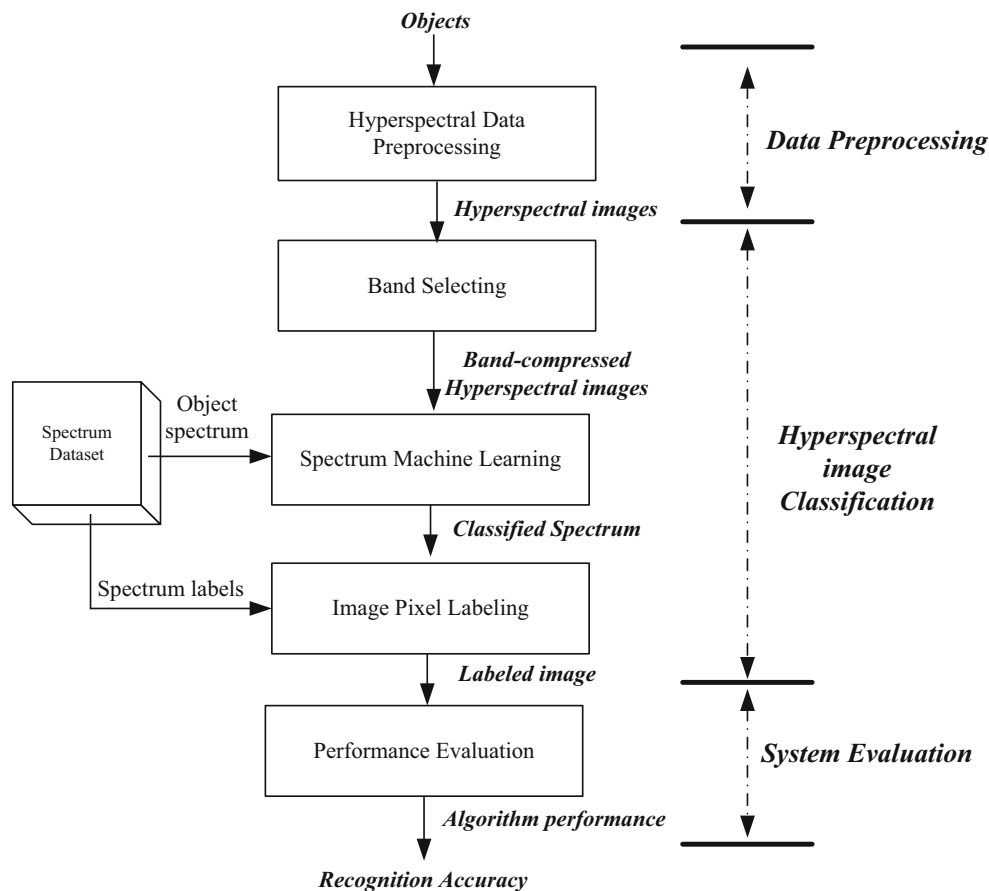 Objects
Hyperspectral Data
Preprocessing
Data Preprocessing
Hyperspectral images
Band Selecting
Band-compressed
Hyperspectral images
Spectrum
Dataset
Object
spectrum
Spectrum Machine Learning
Hyperspectral
image
Classification
Classified Spectrum
Spectrum labels
Image Pixel Labeling
Labeled image
Performance Evaluation
System Evaluation
Algorithm performance
Recognition Accuracy